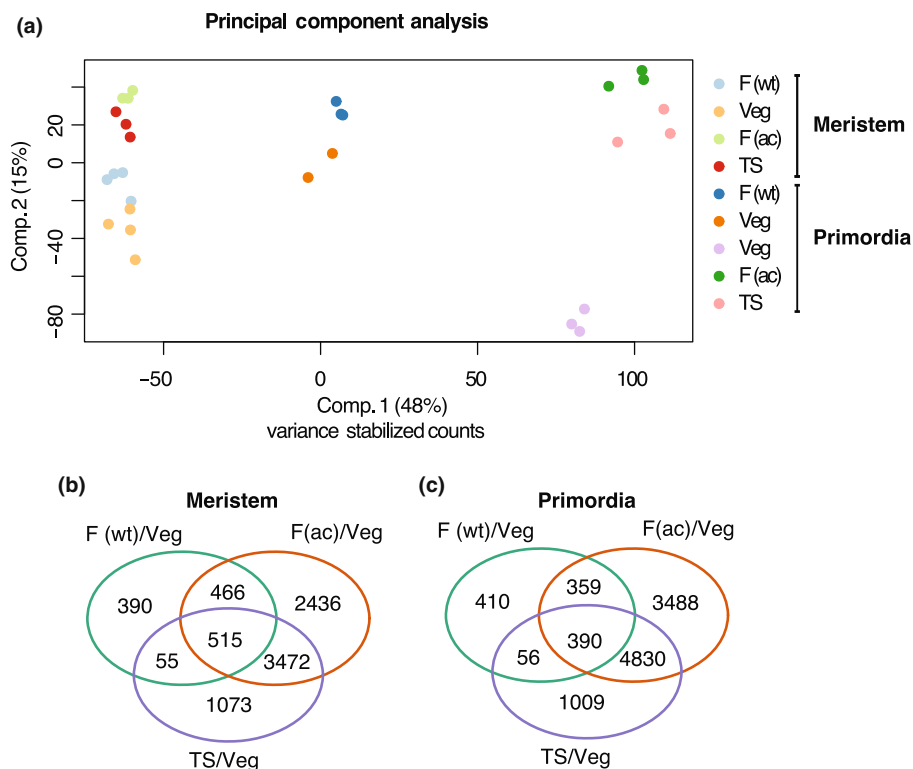 (a)
Principal component analysis
Comp. 2 (15%)
20
0
−40
−80
−50
0
50
100
Comp. 1 (48%)
variance stabilized counts
F (wt)
Veg
F (ac)
TS
Meristem
F (wt)
Veg
Veg
F (ac)
TS
Primordia
(b)
Meristem
F (wt)/Veg
F(ac)/Veg
390
466
2436
515
55
3472
1073
TS/Veg
(c)
Primordia
F (wt)/Veg
F(ac)/Veg
410
359
3488
390
56
4830
1009
TS/Veg